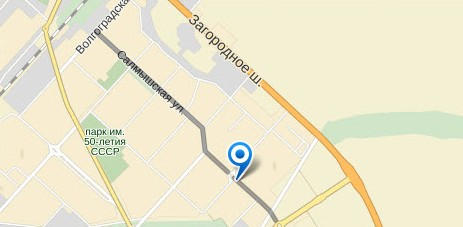 Волгоградская
Загородное ш.
Салмышская ул
парк им.
50-летия
СССР